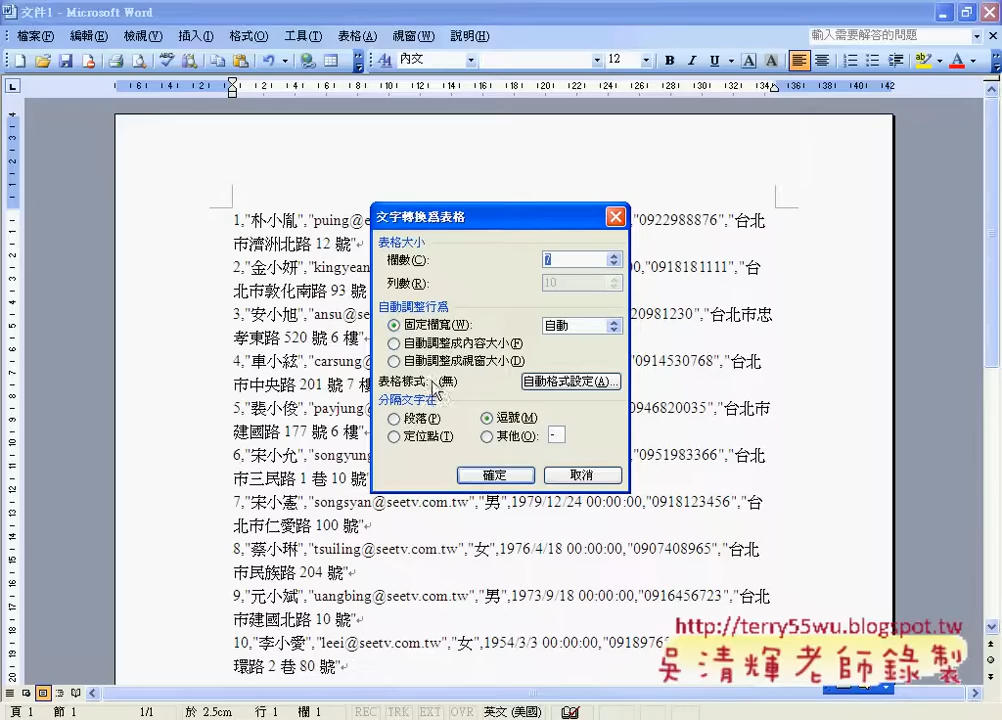 文件1 - Microsoft Word
檔案(F) 編輯(E) 檢視(V) 插入(I) 格式(O) 工具(T) 表格(A) 視窗(W) 說明(H) 輸入需要解答的問題
內文 12 B I U A A
1,"朴小胤","puing@ ,"0922988876","台北
市濟洲北路 12 號"
2,"金小妍","kingyean ,"0918181111","台
北市敦化南路 93 號
3,"安小旭","ansu@se 20981230","台北市忠
孝東路 520 號 6 樓"
4,"車小絃","carsung@ "0914530768","台北
市中央路 201 號 7 樓
5,"裴小俊","payjung@ 0946820035","台北市
建國路 177 號 6 樓"
6,"宋小允","songyun "0951983366","台北
市三民路 1 巷 10 號
7,"宋小憲","songsyan@seetv.com.tw","男",1979/12/24 00:00:00,"0918123456","台
北市仁愛路 100 號"
8,"蔡小琳","tsuiling@seetv.com.tw","女",1976/4/18 00:00:00,"0907408965","台北
市民族路 204 號"
9,"元小斌","uangbing@seetv.com.tw","男",1973/9/18 00:00:00,"0916456723","台北
市建國北路 10 號"
10,"李小愛","leei@seetv.com.tw","女",1954/3/3 00:00:00,"0918976
環路 2 巷 80 號"
文字轉換為表格
表格大小
欄數(C): 7
列數(R): 10
自動調整行為
固定欄寬(W): 自動
自動調整成內容大小(F)
自動調整成視窗大小(D)
表格樣式: (無) 自動格式設定(A)...
分隔文字在
段落(P) 逗號(M)
定位點(T) 其他(O): -
確定 取消
http://terry55wu.blogspot.tw
吳清輝老師錄製
頁 1 節 1 1/1 於 2.5cm 行 1 欄 1 REC TRK EXT OVR 英文 (美國)